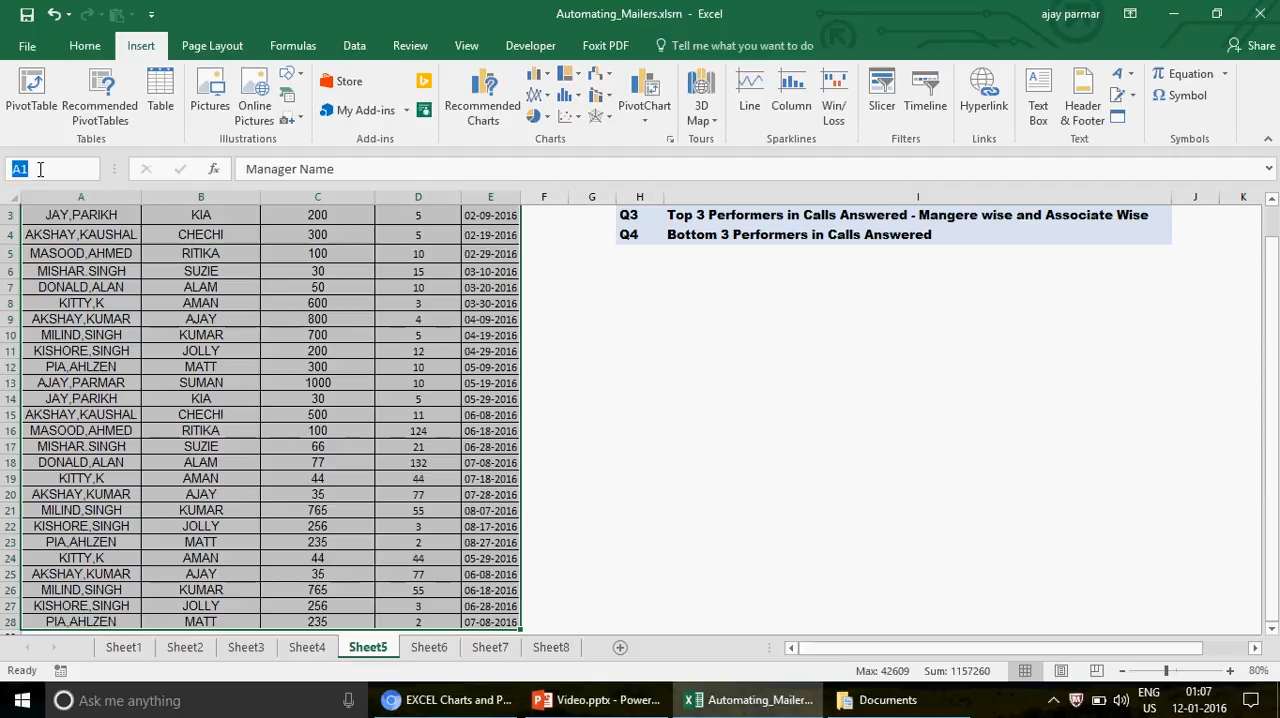 Automating_Mailers.xlsm - Excel
ajay parmar
File Home Insert Page Layout Formulas Data Review View Developer Foxit PDF Tell me what you want to do Share
PivotTable Recommended PivotTables Table
Pictures Online Pictures
Store
My Add-ins
Recommended Charts
PivotChart
3D Map
Line Column Win/Loss
Slicer Timeline
Hyperlink
Text Box Header & Footer
Equation
Symbol
Tables Illustrations Add-ins Charts Tours Sparklines Filters Links Text Symbols
A1 fx Manager Name
A B C D E F G H I J K
3 JAY,PARIKH KIA 200 5 02-09-2016 Q3 Top 3 Performers in Calls Answered - Mangere wise and Associate Wise
4 AKSHAY,KAUSHAL CHECHI 300 5 02-19-2016 Q4 Bottom 3 Performers in Calls Answered
5 MASOOD,AHMED RITIKA 100 10 02-29-2016
6 MISHAR.SINGH SUZIE 30 15 03-10-2016
7 DONALD,ALAN ALAM 50 10 03-20-2016
8 KITTY,K AMAN 600 3 03-30-2016
9 AKSHAY,KUMAR AJAY 800 4 04-09-2016
10 MILIND,SINGH KUMAR 700 5 04-19-2016
11 KISHORE,SINGH JOLLY 200 12 04-29-2016
12 PIA,AHLZEN MATT 300 10 05-09-2016
13 AJAY,PARMAR SUMAN 1000 10 05-19-2016
14 JAY,PARIKH KIA 30 5 05-29-2016
15 AKSHAY,KAUSHAL CHECHI 500 11 06-08-2016
16 MASOOD,AHMED RITIKA 100 124 06-18-2016
17 MISHAR.SINGH SUZIE 66 21 06-28-2016
18 DONALD,ALAN ALAM 77 132 07-08-2016
19 KITTY,K AMAN 44 44 07-18-2016
20 AKSHAY,KUMAR AJAY 35 77 07-28-2016
21 MILIND,SINGH KUMAR 765 55 08-07-2016
22 KISHORE,SINGH JOLLY 256 3 08-17-2016
23 PIA,AHLZEN MATT 235 2 08-27-2016
24 KITTY,K AMAN 44 44 05-29-2016
25 AKSHAY,KUMAR AJAY 35 77 06-08-2016
26 MILIND,SINGH KUMAR 765 55 06-18-2016
27 KISHORE,SINGH JOLLY 256 3 06-28-2016
28 PIA,AHLZEN MATT 235 2 07-08-2016
Sheet1 Sheet2 Sheet3 Sheet4 Sheet5 Sheet6 Sheet7 Sheet8
Ready Max: 42609 Sum: 1157260 80%
Ask me anything EXCEL Charts and P... Video.pptx - Power... Automating_Mailer... Documents ENG 01:07
US 12-01-2016